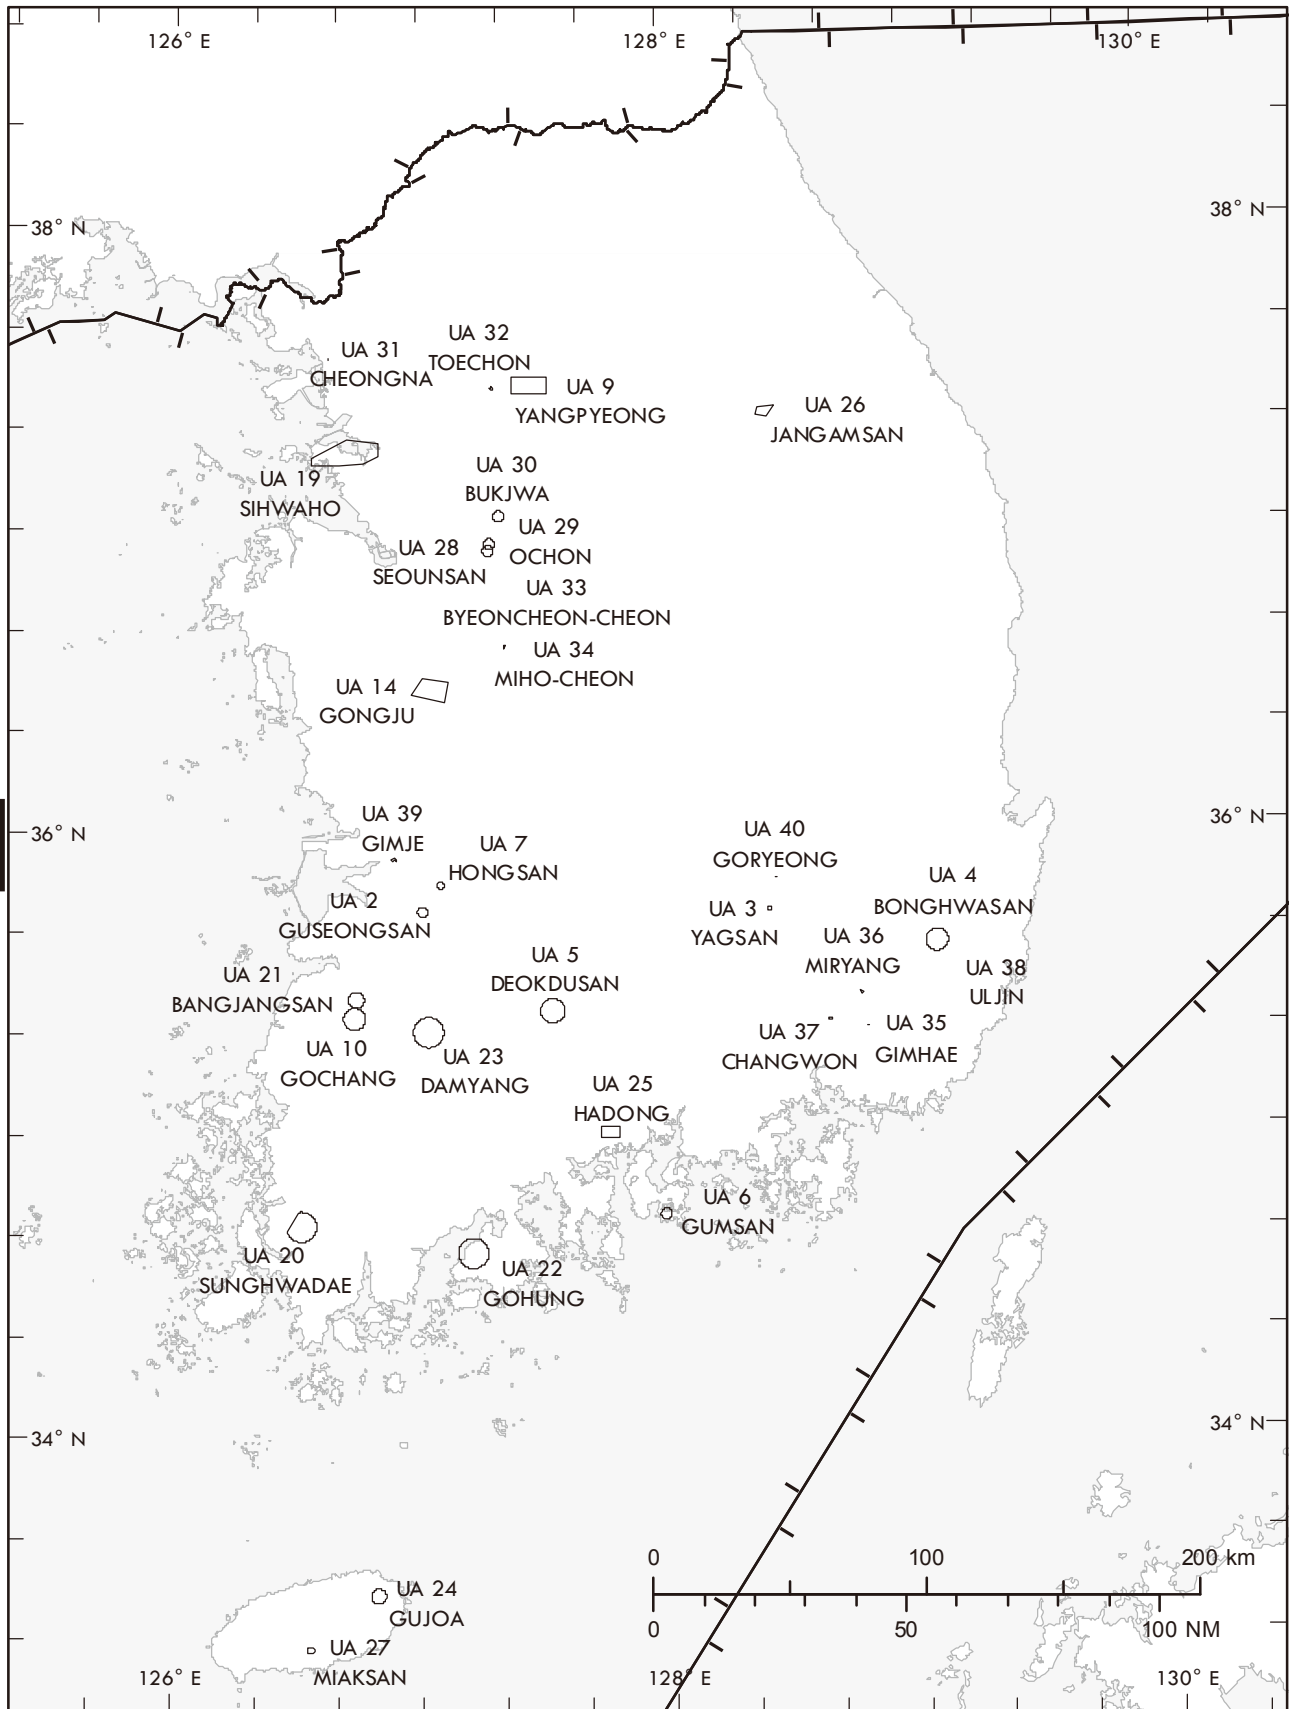 126° E
128° E
130° E
38° N
38° N
UA 32
TOECHON
UA 31
CHEONGNA
UA 9
YANGPYEONG
UA 26
JANGAMSAN
UA 19
SIHWAHO
UA 30
BUKJWA
UA 29
OCHON
UA 28
SEOUNSAN
UA 33
BYEONCHEON-CHEON
UA 34
MIHO-CHEON
UA 14
GONGJU
36° N
36° N
UA 39
GIMJE
UA 7
HONGSAN
UA 40
GORYEONG
UA 4
BONGHWASAN
UA 2
GUSEONGSAN
UA 3
YAGSAN
UA 36
MIRYANG
UA 5
DEOKDUSAN
UA 38
ULJIN
UA 21
BANGJANGSAN
UA 37
CHANGWON
UA 35
GIMHAE
UA 10
GOCHANG
UA 23
DAMYANG
UA 25
HADONG
UA 6
GUMSAN
UA 20
SUNGHWADAE
UA 22
GOHUNG
34° N
34° N
0 100 200 km
0 50 100 NM
UA 24
GUJOA
UA 27
MIAKSAN
126° E
128° E
130° E